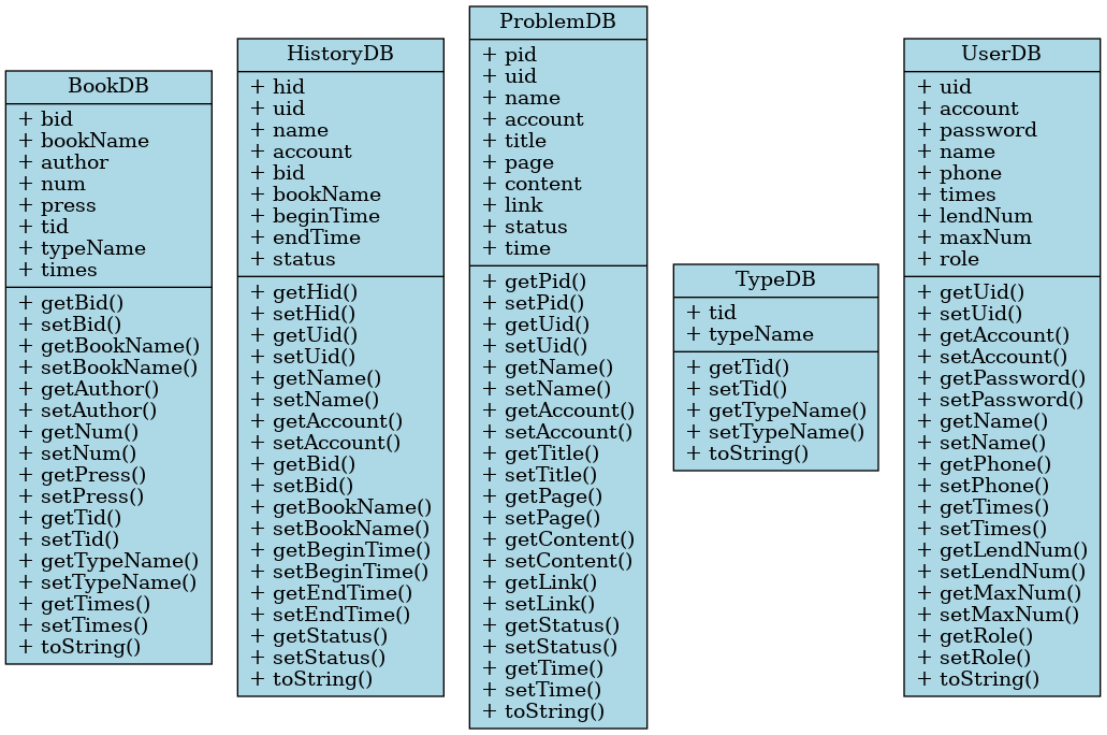 BookDB
+ bid
+ bookName
+ author
+ num
+ press
+ tid
+ typeName
+ times
+ getBid()
+ setBid()
+ getBookName()
+ setBookName()
+ getAuthor()
+ setAuthor()
+ getNum()
+ setNum()
+ getPress()
+ setPress()
+ getTid()
+ setTid()
+ getTypeName()
+ setTypeName()
+ getTimes()
+ setTimes()
+ toString()
HistoryDB
+ hid
+ uid
+ name
+ account
+ bid
+ bookName
+ beginTime
+ endTime
+ status
+ getHid()
+ setHid()
+ getUid()
+ setUid()
+ getName()
+ setName()
+ getAccount()
+ setAccount()
+ getBid()
+ setBid()
+ getBookName()
+ setBookName()
+ getBeginTime()
+ setBeginTime()
+ getEndTime()
+ setEndTime()
+ getStatus()
+ setStatus()
+ toString()
ProblemDB
+ pid
+ uid
+ name
+ account
+ title
+ page
+ content
+ link
+ status
+ time
+ getPid()
+ setPid()
+ getUid()
+ setUid()
+ getName()
+ setName()
+ getAccount()
+ setAccount()
+ getTitle()
+ setTitle()
+ getPage()
+ setPage()
+ getContent()
+ setContent()
+ getLink()
+ setLink()
+ getStatus()
+ setStatus()
+ getTime()
+ setTime()
+ toString()
TypeDB
+ tid
+ typeName
+ getTid()
+ setTid()
+ getTypeName()
+ setTypeName()
+ toString()
UserDB
+ uid
+ account
+ password
+ name
+ phone
+ times
+ lendNum
+ maxNum
+ role
+ getUid()
+ setUid()
+ getAccount()
+ setAccount()
+ getPassword()
+ setPassword()
+ getName()
+ setName()
+ getPhone()
+ setPhone()
+ getTimes()
+ setTimes()
+ getLendNum()
+ setLendNum()
+ getMaxNum()
+ setMaxNum()
+ getRole()
+ setRole()
+ toString()